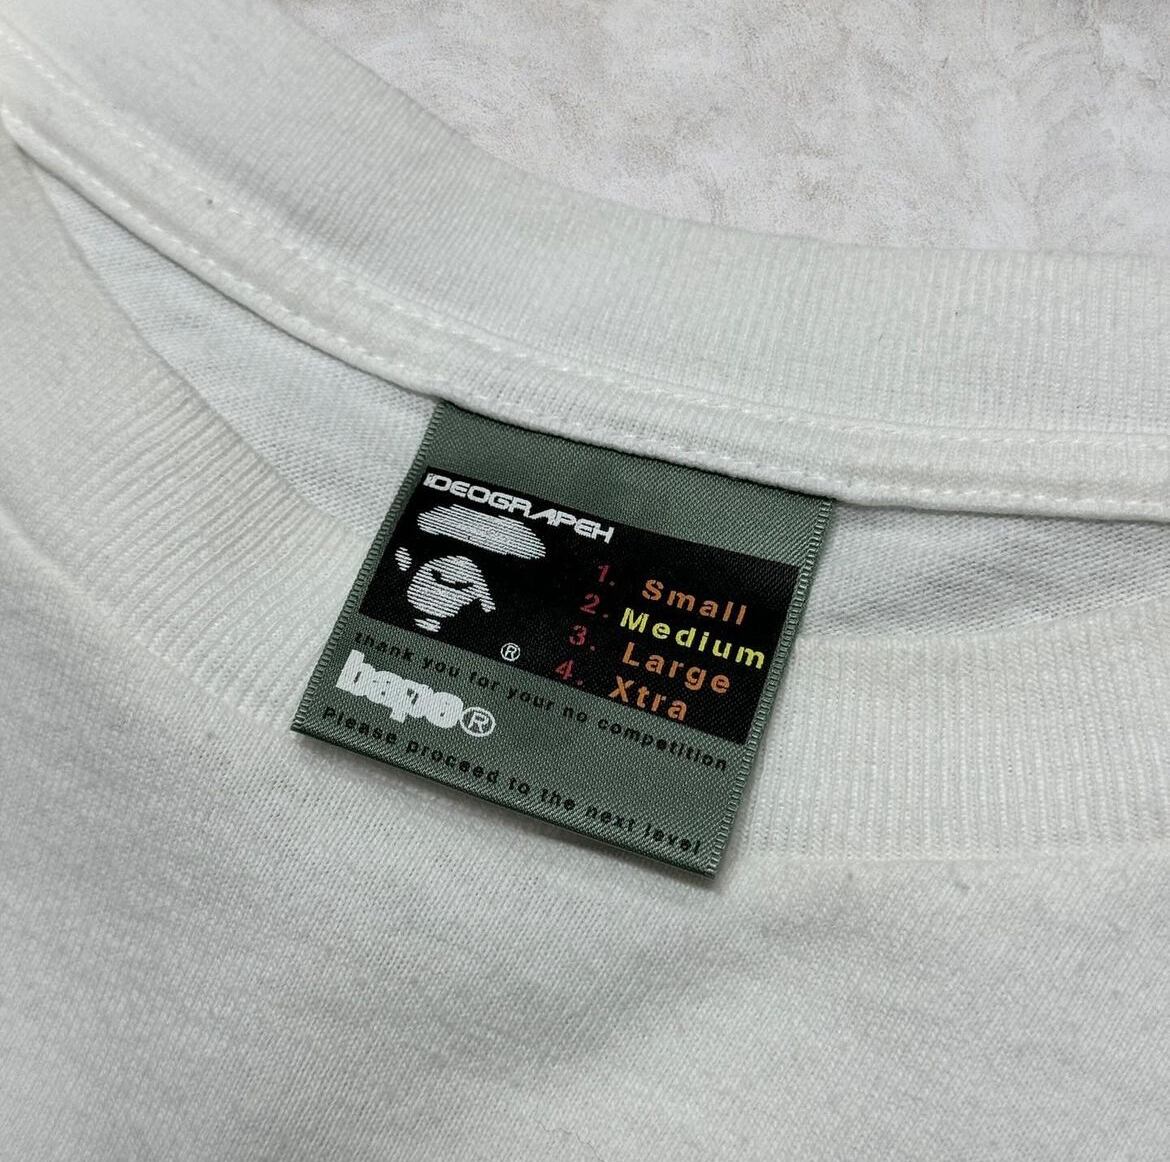 IDEOGRAPEH
1. Small
2. Medium
3. Large
4. Xtra
®
thank you for your no competition
bape®
Please proceed to the next level